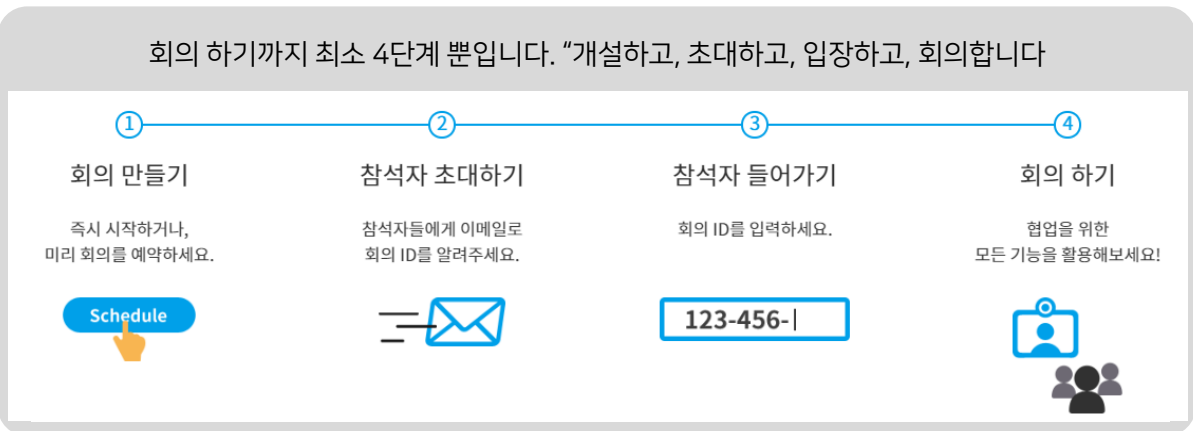 회의 하기까지 최소 4단계 뿐입니다. “개설하고, 초대하고, 입장하고, 회의합니다
1
회의 만들기
즉시 시작하거나,
미리 회의를 예약하세요.
Schedule
2
참석자 초대하기
참석자들에게 이메일로
회의 ID를 알려주세요.
3
참석자 들어가기
회의 ID를 입력하세요.
123-456-
4
회의 하기
협업을 위한
모든 기능을 활용해보세요!